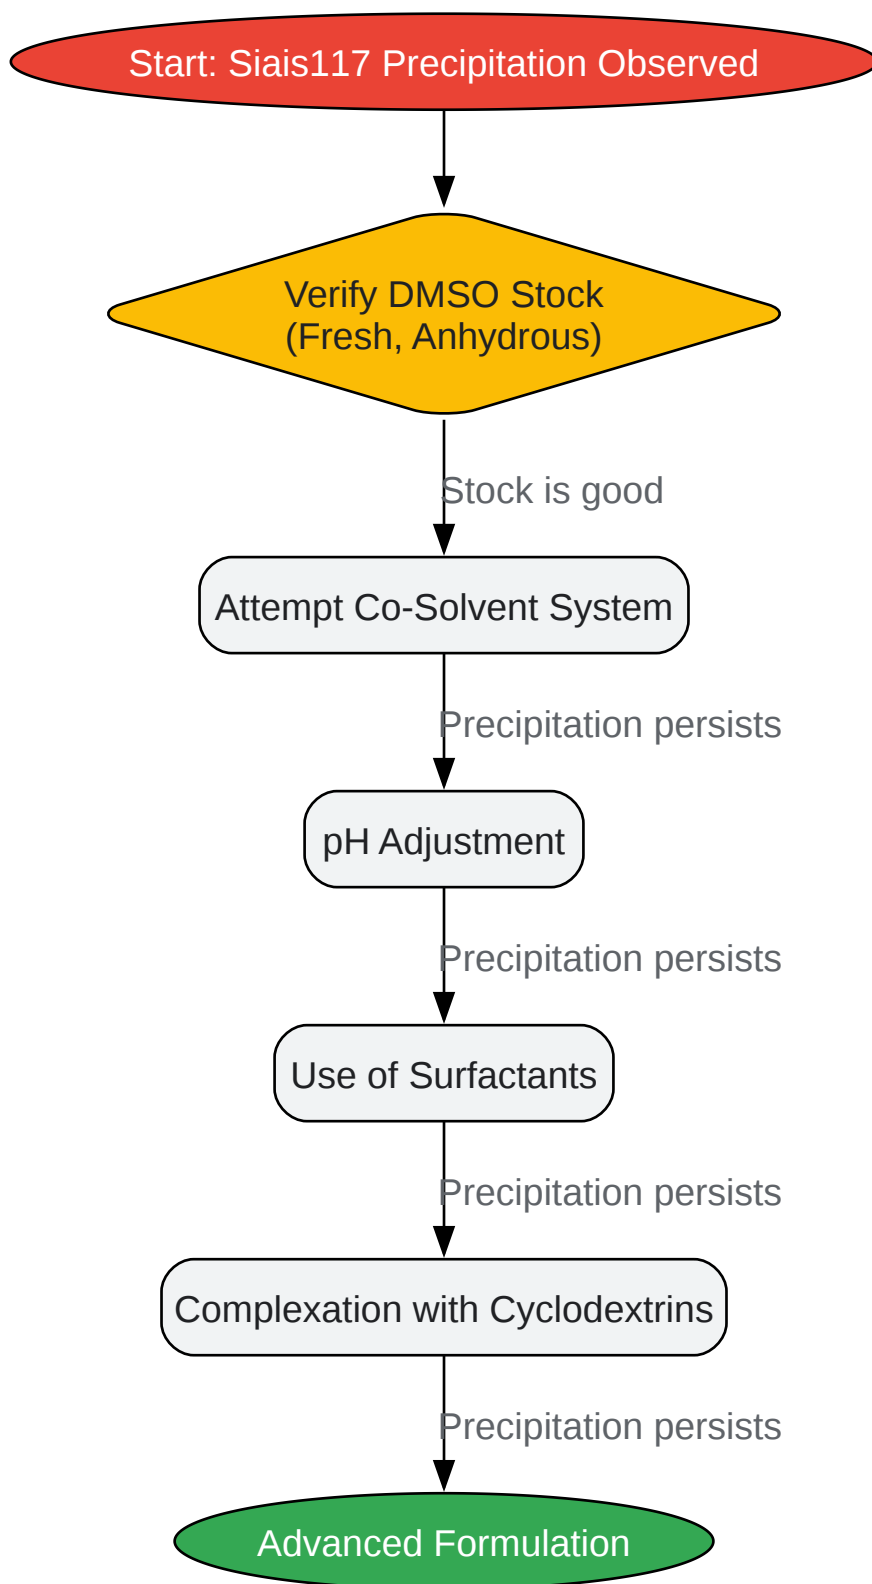 Start: Siais117 Precipitation Observed
Verify DMSO Stock
(Fresh, Anhydrous)
Stock is good
Attempt Co-Solvent System
Precipitation persists
pH Adjustment
Precipitation persists
Use of Surfactants
Precipitation persists
Complexation with Cyclodextrins
Precipitation persists
Advanced Formulation